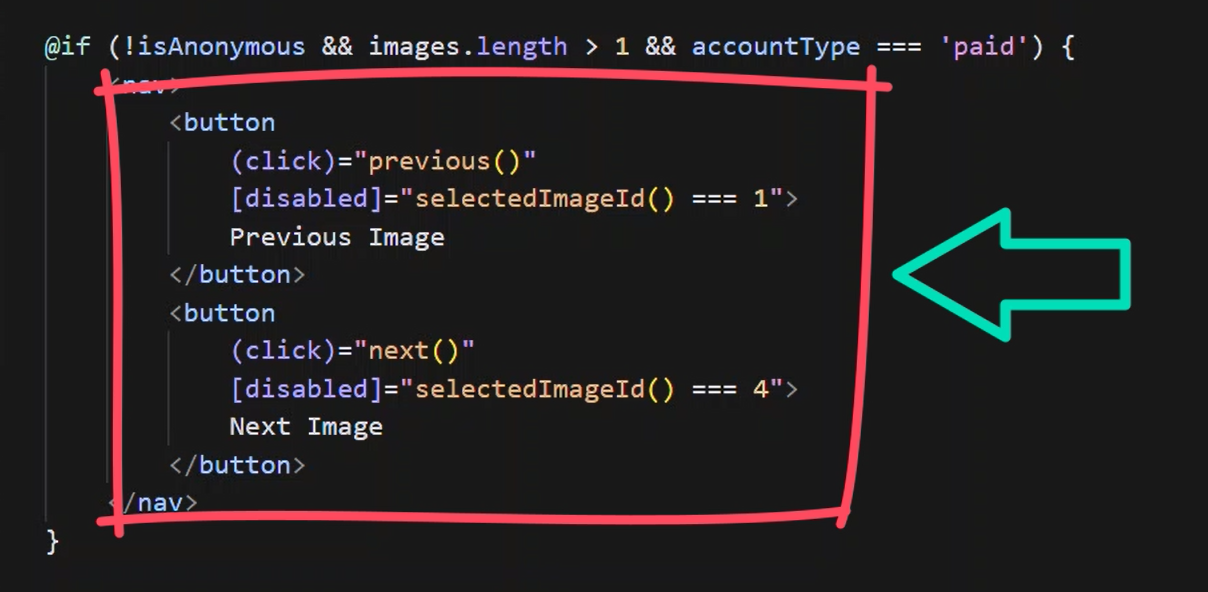 @if (!isAnonymous && images.length > 1 && accountType === 'paid') {
<nav>
<button
(click)="previous()"
[disabled]="selectedImageId() === 1">
Previous Image
</button>
<button
(click)="next()"
[disabled]="selectedImageId() === 4">
Next Image
</button>
</nav>
}